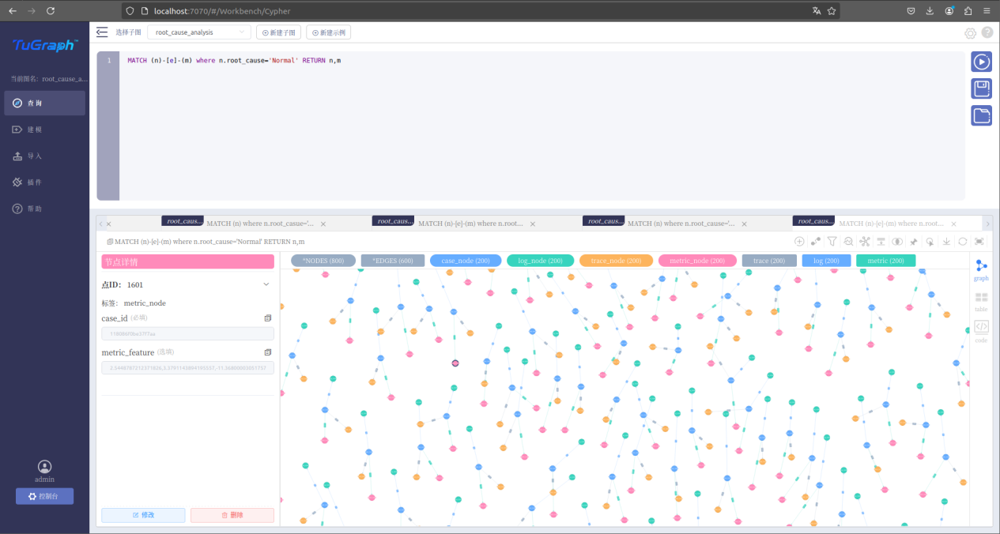 localhost:7070/#/Workbench/Cypher
TuGraph™
选择子图 root_cause_analysis 新建子图 新建示例
当前图名: root_cause_a...
查询
建模
导入
插件
帮助
admin
控制台
1 MATCH (n)-[e]-(m) where n.root_cause='Normal' RETURN n,m
root_caus... MATCH (n) where n.root_casue='...
root_caus... MATCH (n)-[e]-(m) where n.root...
root_caus... MATCH (n) where n.root_cause='...
root_caus... MATCH (n)-[e]-(m) where n.root...
MATCH (n)-[e]-(m) where n.root_cause='Normal' RETURN n,m
节点详情
点ID: 1601
标签: metric_node
case_id (必填)
metric_feature (选填)
修改 删除
*NODES (800) *EDGES (600) case_node (200) log_node (200) trace_node (200) metric_node (200) trace (200) log (200) metric (200)
graph
table
code